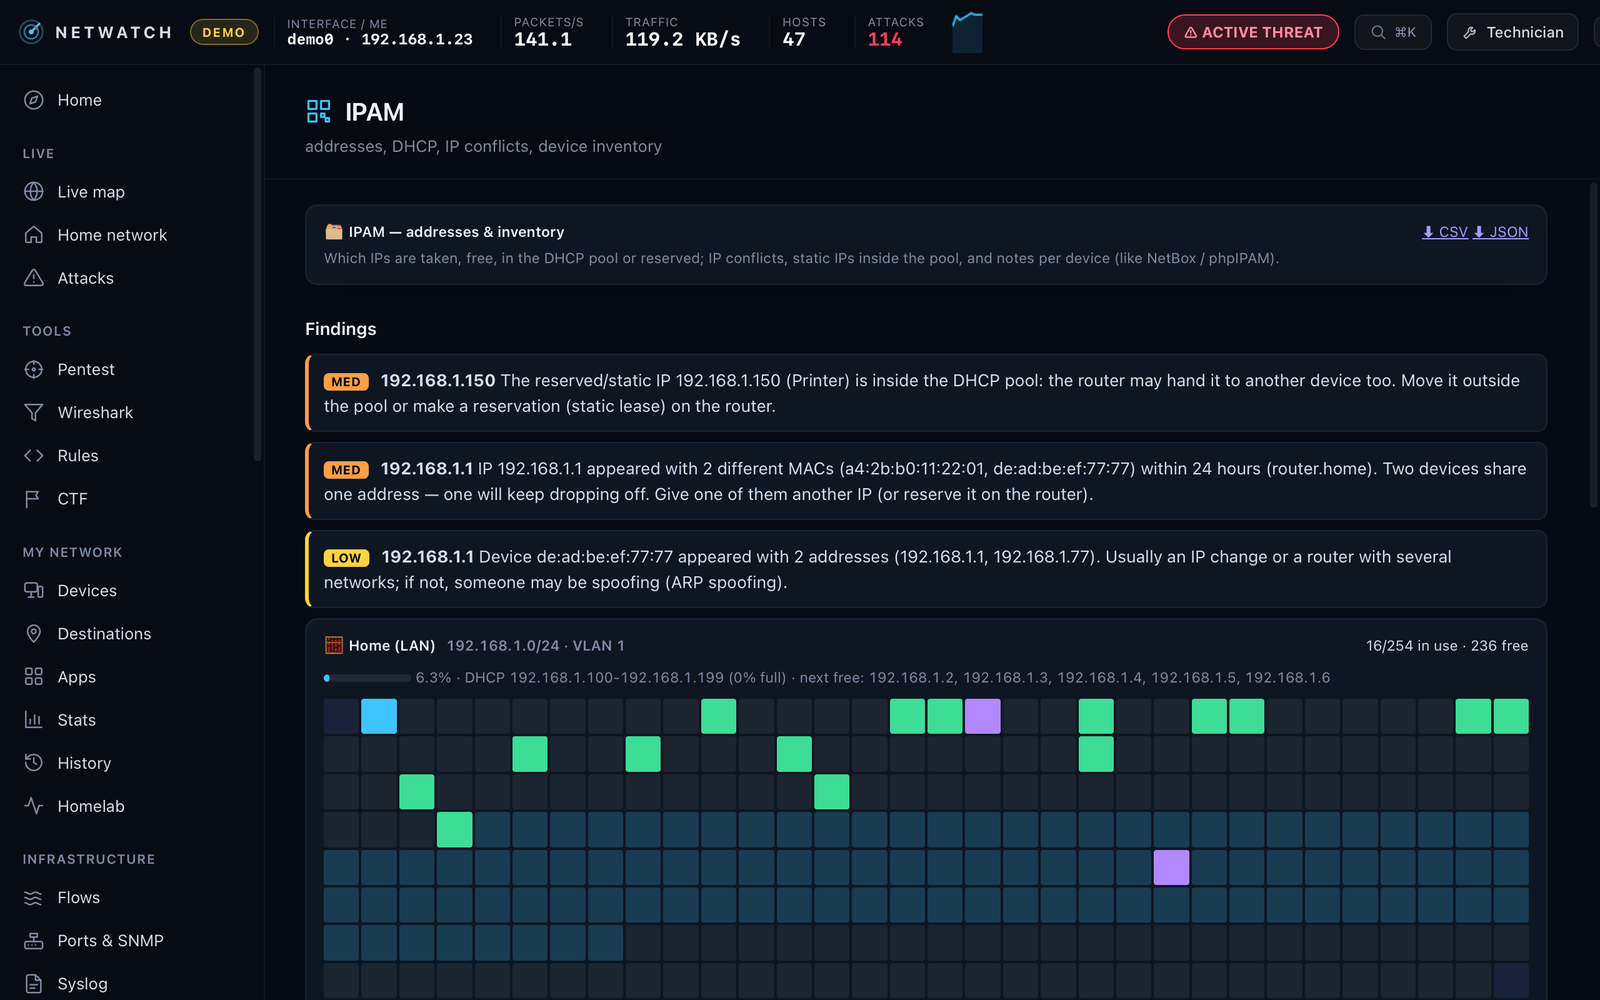 NETWATCH
DEMO
INTERFACE / ME
demo0 · 192.168.1.23
PACKETS/S
141.1
TRAFFIC
119.2 KB/s
HOSTS
47
ATTACKS
114
ACTIVE THREAT
⌘K
Technician
Home
LIVE
Live map
Home network
Attacks
TOOLS
Pentest
Wireshark
Rules
CTF
MY NETWORK
Devices
Destinations
Apps
Stats
History
Homelab
INFRASTRUCTURE
Flows
Ports & SNMP
Syslog
IPAM
addresses, DHCP, IP conflicts, device inventory
IPAM — addresses & inventory
⬇ CSV ⬇ JSON
Which IPs are taken, free, in the DHCP pool or reserved; IP conflicts, static IPs inside the pool, and notes per device (like NetBox / phpIPAM).
Findings
MED 192.168.1.150 The reserved/static IP 192.168.1.150 (Printer) is inside the DHCP pool: the router may hand it to another device too. Move it outside
the pool or make a reservation (static lease) on the router.
MED 192.168.1.1 IP 192.168.1.1 appeared with 2 different MACs (a4:2b:b0:11:22:01, de:ad:be:ef:77:77) within 24 hours (router.home). Two devices share
one address — one will keep dropping off. Give one of them another IP (or reserve it on the router).
LOW 192.168.1.1 Device de:ad:be:ef:77:77 appeared with 2 addresses (192.168.1.1, 192.168.1.77). Usually an IP change or a router with several
networks; if not, someone may be spoofing (ARP spoofing).
Home (LAN) 192.168.1.0/24 · VLAN 1
16/254 in use · 236 free
6.3% · DHCP 192.168.1.100-192.168.1.199 (0% full) · next free: 192.168.1.2, 192.168.1.3, 192.168.1.4, 192.168.1.5, 192.168.1.6